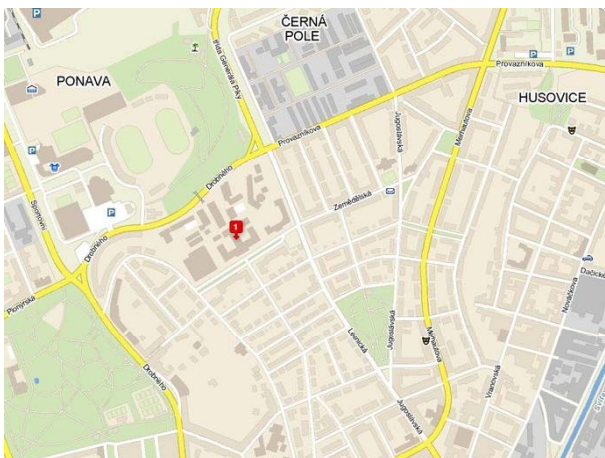 ČERNÁ
POLE
PONAVA
třída Generála Píky
Provazníkova
HUSOVICE
Jugoslávská
Merhautova
Drobného
Provazníkova
Zemědělská
Sportovní
1
Drobného
Pionýrská
Dačická
Nováčkova
Drobného
Lesnická
Jugoslávská
Merhautova
Vranovská
Jugoslávská